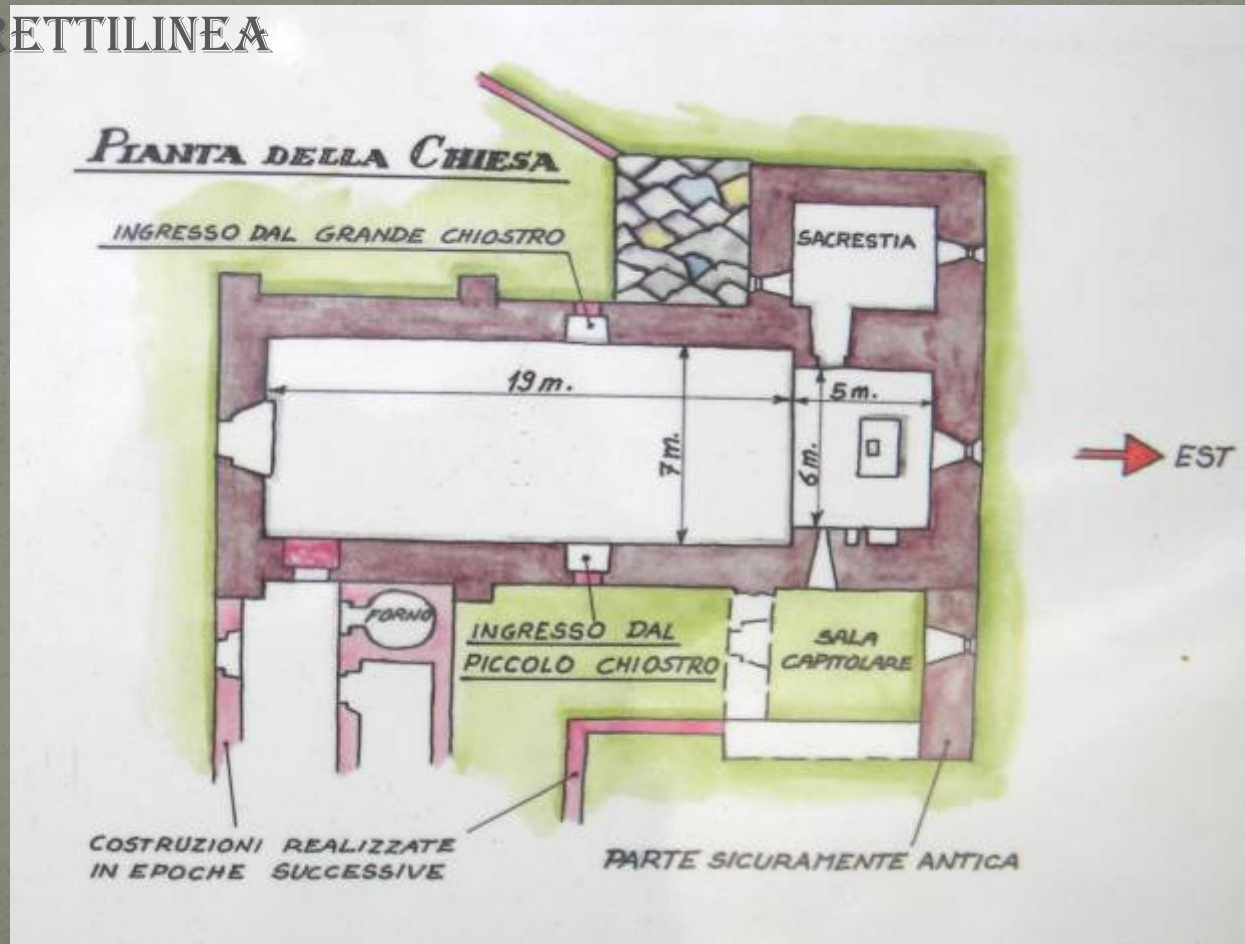 RETTILINEA
PIANTA DELLA CHIESA
INGRESSO DAL GRANDE CHIOSTRO
SACRESTIA
19 m.
5 m.
7 m.
6 m.
EST
FORNO
INGRESSO DAL
PICCOLO CHIOSTRO
SALA
CAPITOLARE
COSTRUZIONI REALIZZATE
IN EPOCHE SUCCESSIVE
PARTE SICURAMENTE ANTICA